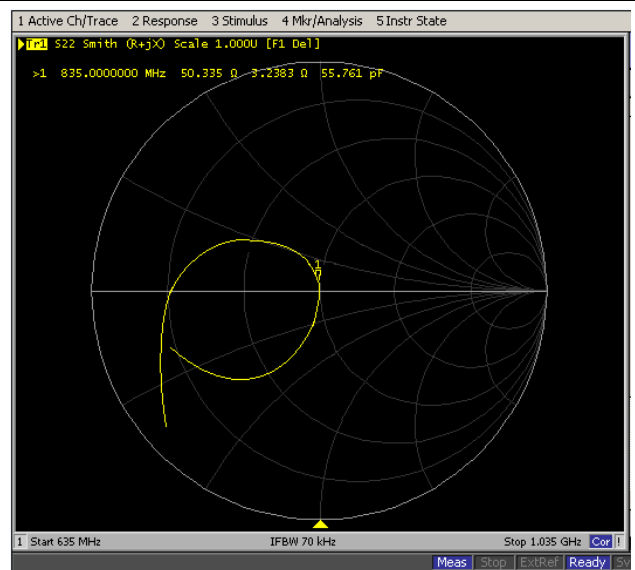 1 Active Ch/Trace 2 Response 3 Stimulus 4 Mkr/Analysis 5 Instr State
Tr1 S22 Smith (R+jX) Scale 1.000U [F1 Del]
>1 835.0000000 MHz 50.335 Ω 3.2383 Ω 55.761 pF
1
1 Start 635 MHz IFBW 70 kHz Stop 1.035 GHz Cor !
Meas Stop ExtRef Ready Sv